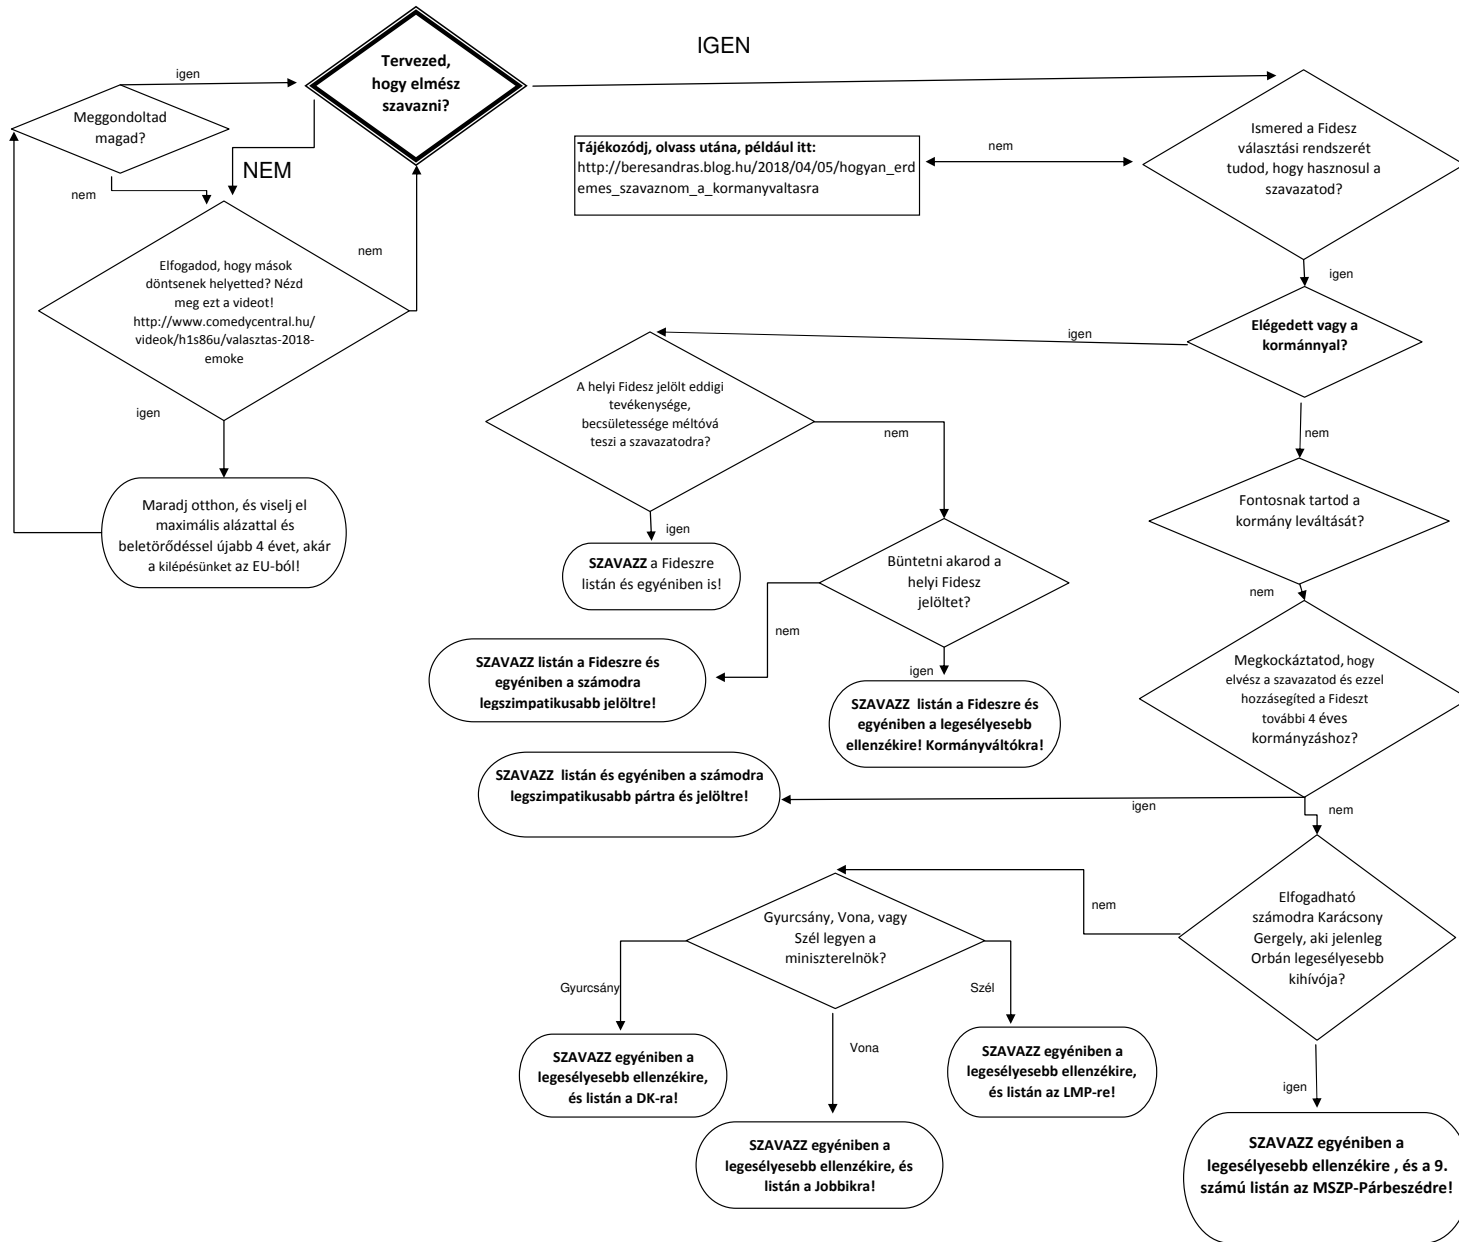 IGEN
Tervezed,
hogy elmész
szavazni?
igen
Meggondoltad
magad?
nem
NEM
Elfogadod, hogy mások
döntsenek helyetted? Nézd
meg ezt a videot!
http://www.comedycentral.hu/
videok/h1s86u/valasztas-2018-
emoke
nem
igen
Maradj otthon, és viselj el
maximális alázattal és
beletörődéssel újabb 4 évet, akár
a kilépésünket az EU-ból!
Ismered a Fidesz
választási rendszerét
tudod, hogy hasznosul a
szavazatod?
nem
Tájékozódj, olvass utána, például itt:
http://beresandras.blog.hu/2018/04/05/hogyan_erd
emes_szavaznom_a_kormanyvaltasra
igen
Elégedett vagy a
kormánnyal?
igen
A helyi Fidesz jelölt eddigi
tevékenysége,
becsületessége méltóvá
teszi a szavazatodra?
nem
igen
SZAVAZZ a Fideszre
listán és egyéniben is!
Büntetni akarod a
helyi Fidesz
jelöltet?
nem
SZAVAZZ listán a Fideszre és
egyéniben a számodra
legszimpatikusabb jelöltre!
igen
SZAVAZZ listán a Fideszre és
egyéniben a legesélyesebb
ellenzékire! Kormányváltókra!
nem
Fontosnak tartod a
kormány leváltását?
nem
Megkockáztatod, hogy
elvész a szavazatod és ezzel
hozzásegíted a Fideszt
további 4 éves
kormányzáshoz?
igen
SZAVAZZ listán és egyéniben a számodra
legszimpatikusabb pártra és jelöltre!
nem
Elfogadható
számodra Karácsony
Gergely, aki jelenleg
Orbán legesélyesebb
kihívója?
nem
Gyurcsány, Vona, vagy
Szél legyen a
miniszterelnök?
Gyurcsány
SZAVAZZ egyéniben a
legesélyesebb ellenzékire,
és listán a DK-ra!
Vona
SZAVAZZ egyéniben a
legesélyesebb ellenzékire, és
listán a Jobbikra!
Szél
SZAVAZZ egyéniben a
legesélyesebb ellenzékire,
és listán az LMP-re!
igen
SZAVAZZ egyéniben a
legesélyesebb ellenzékire , és a 9.
számú listán az MSZP-Párbeszédre!